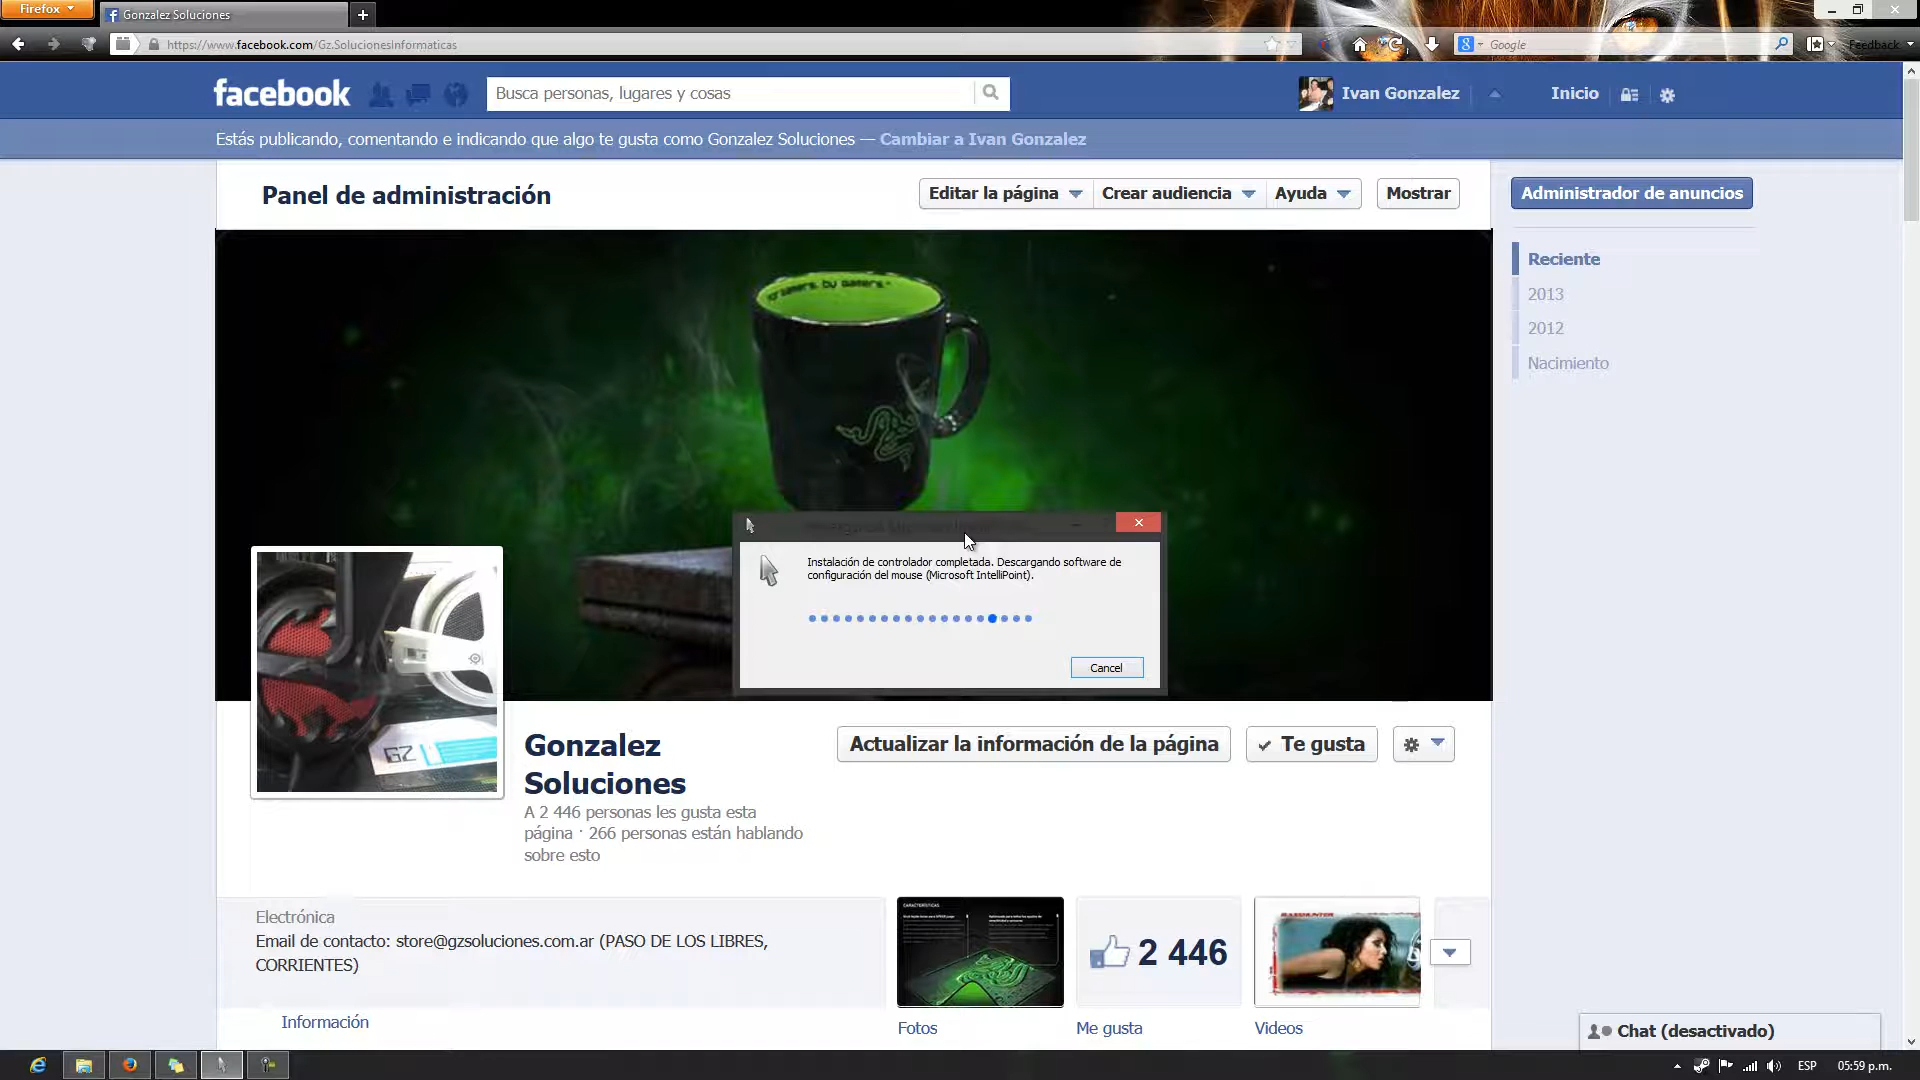 Firefox
Gonzalez Soluciones
https://www.facebook.com/Gz.SolucionesInformaticas
Google
Feedback
facebook
Busca personas, lugares y cosas
Ivan Gonzalez
Inicio
Estás publicando, comentando e indicando que algo te gusta como Gonzalez Soluciones — Cambiar a Ivan Gonzalez
Panel de administración
Editar la página
Crear audiencia
Ayuda
Mostrar
Administrador de anuncios
Reciente
2013
2012
Nacimiento
Instalación de controlador completada. Descargando software de
configuración del mouse (Microsoft IntelliPoint).
Cancel
GZ
Gonzalez
Soluciones
A 2 446 personas les gusta esta
página · 266 personas están hablando
sobre esto
Actualizar la información de la página
Te gusta
Electrónica
Email de contacto: store@gzsoluciones.com.ar (PASO DE LOS LIBRES,
CORRIENTES)
Información
CARACTERÍSTICAS
2 446
Fotos
Me gusta
Videos
Chat (desactivado)
ESP
05:59 p.m.